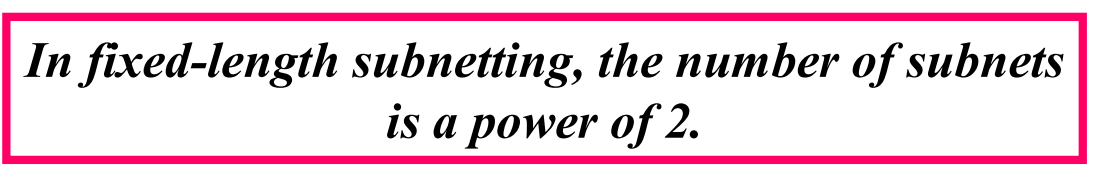 In fixed-length subnetting, the number of subnets
is a power of 2.